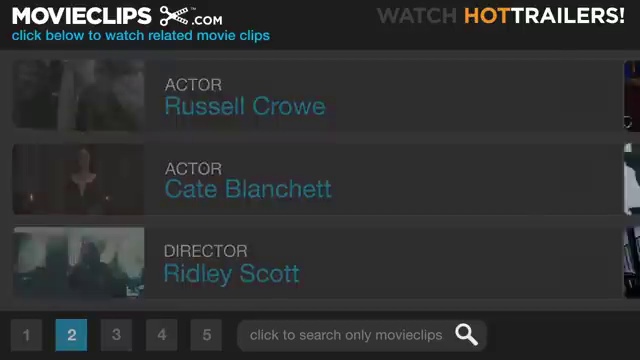 MOVIECLIPS .COM
WATCH HOTTRAILERS!
click below to watch related movie clips
ACTOR
Russell Crowe
ACTOR
Cate Blanchett
DIRECTOR
Ridley Scott
1 2 3 4 5 click to search only movieclips